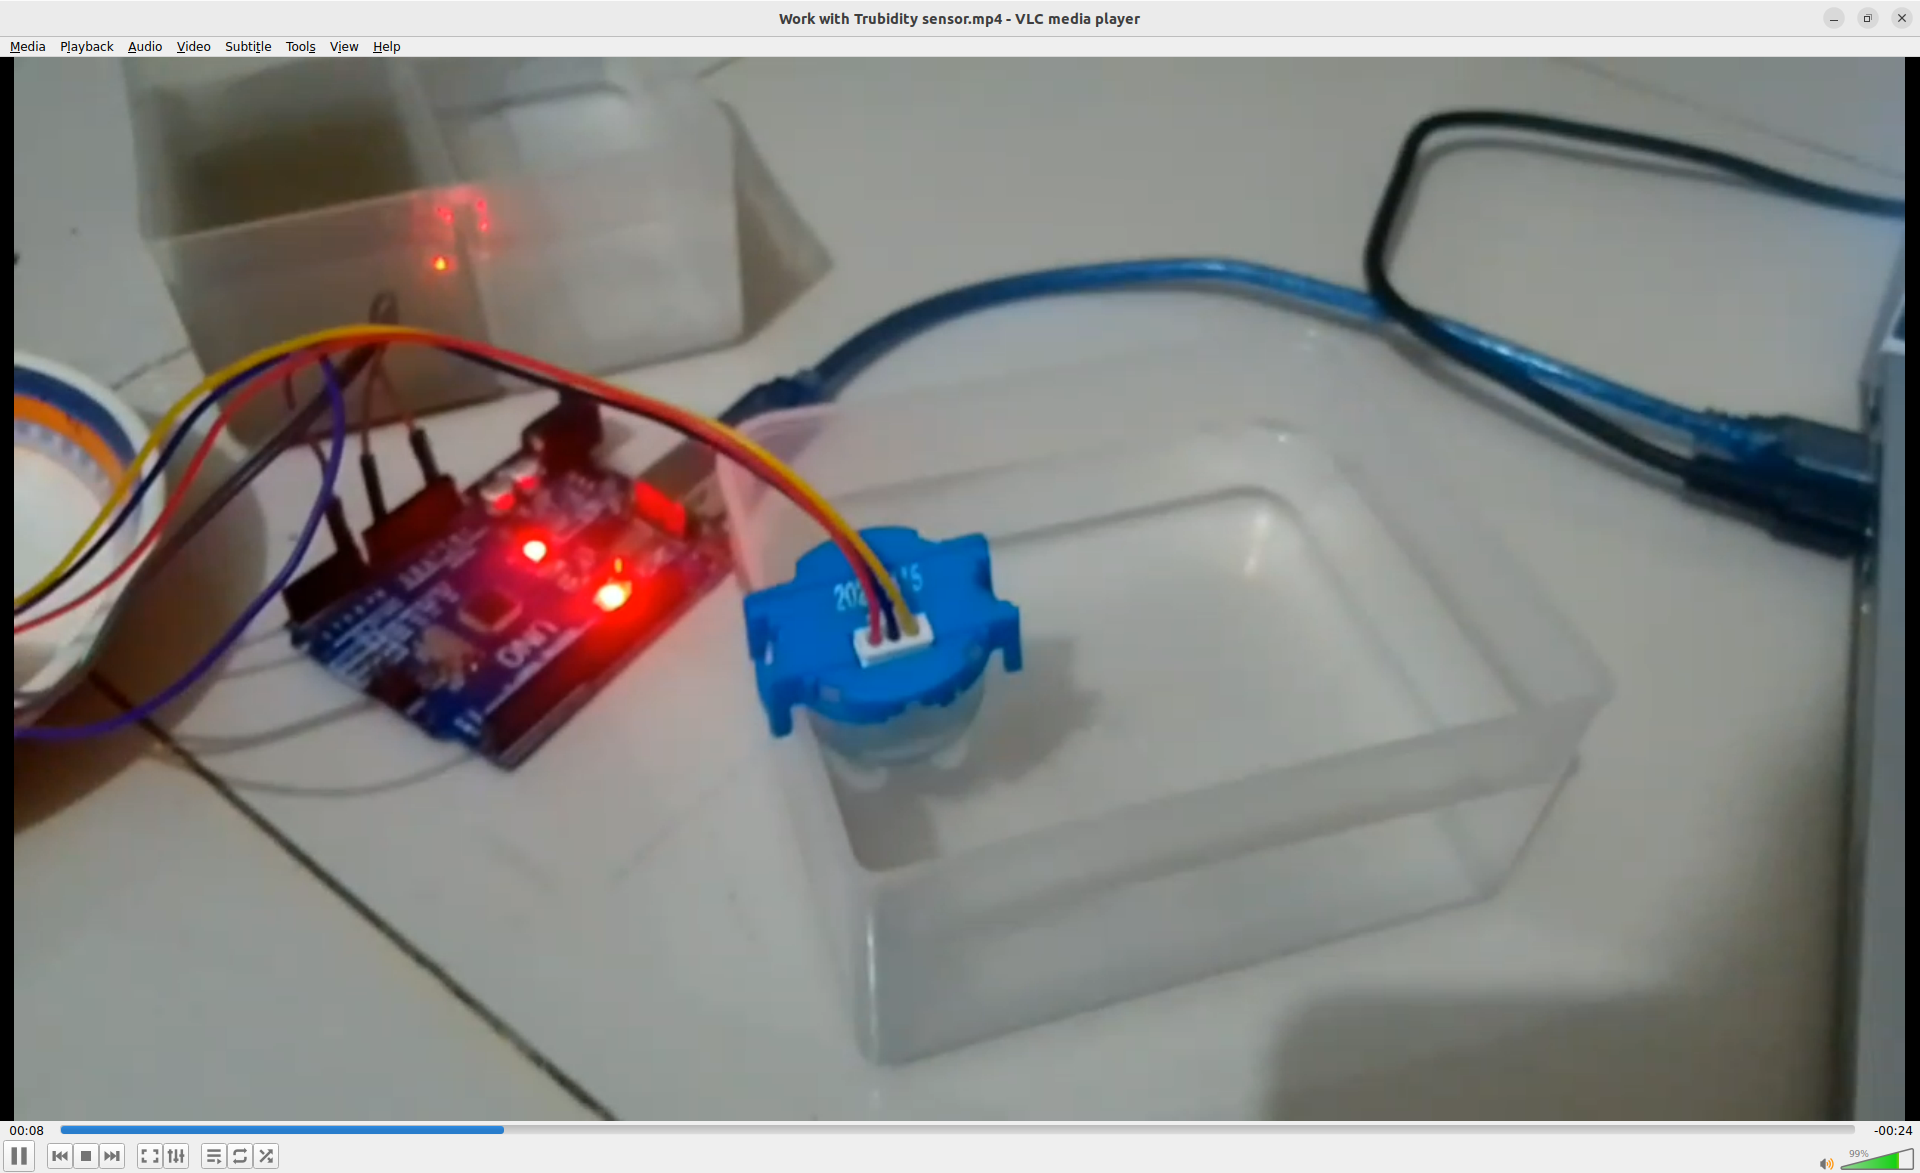 Work with Trubidity sensor.mp4 - VLC media player
Media Playback Audio Video Subtitle Tools View Help
UNO
00:08
-00:24
99%